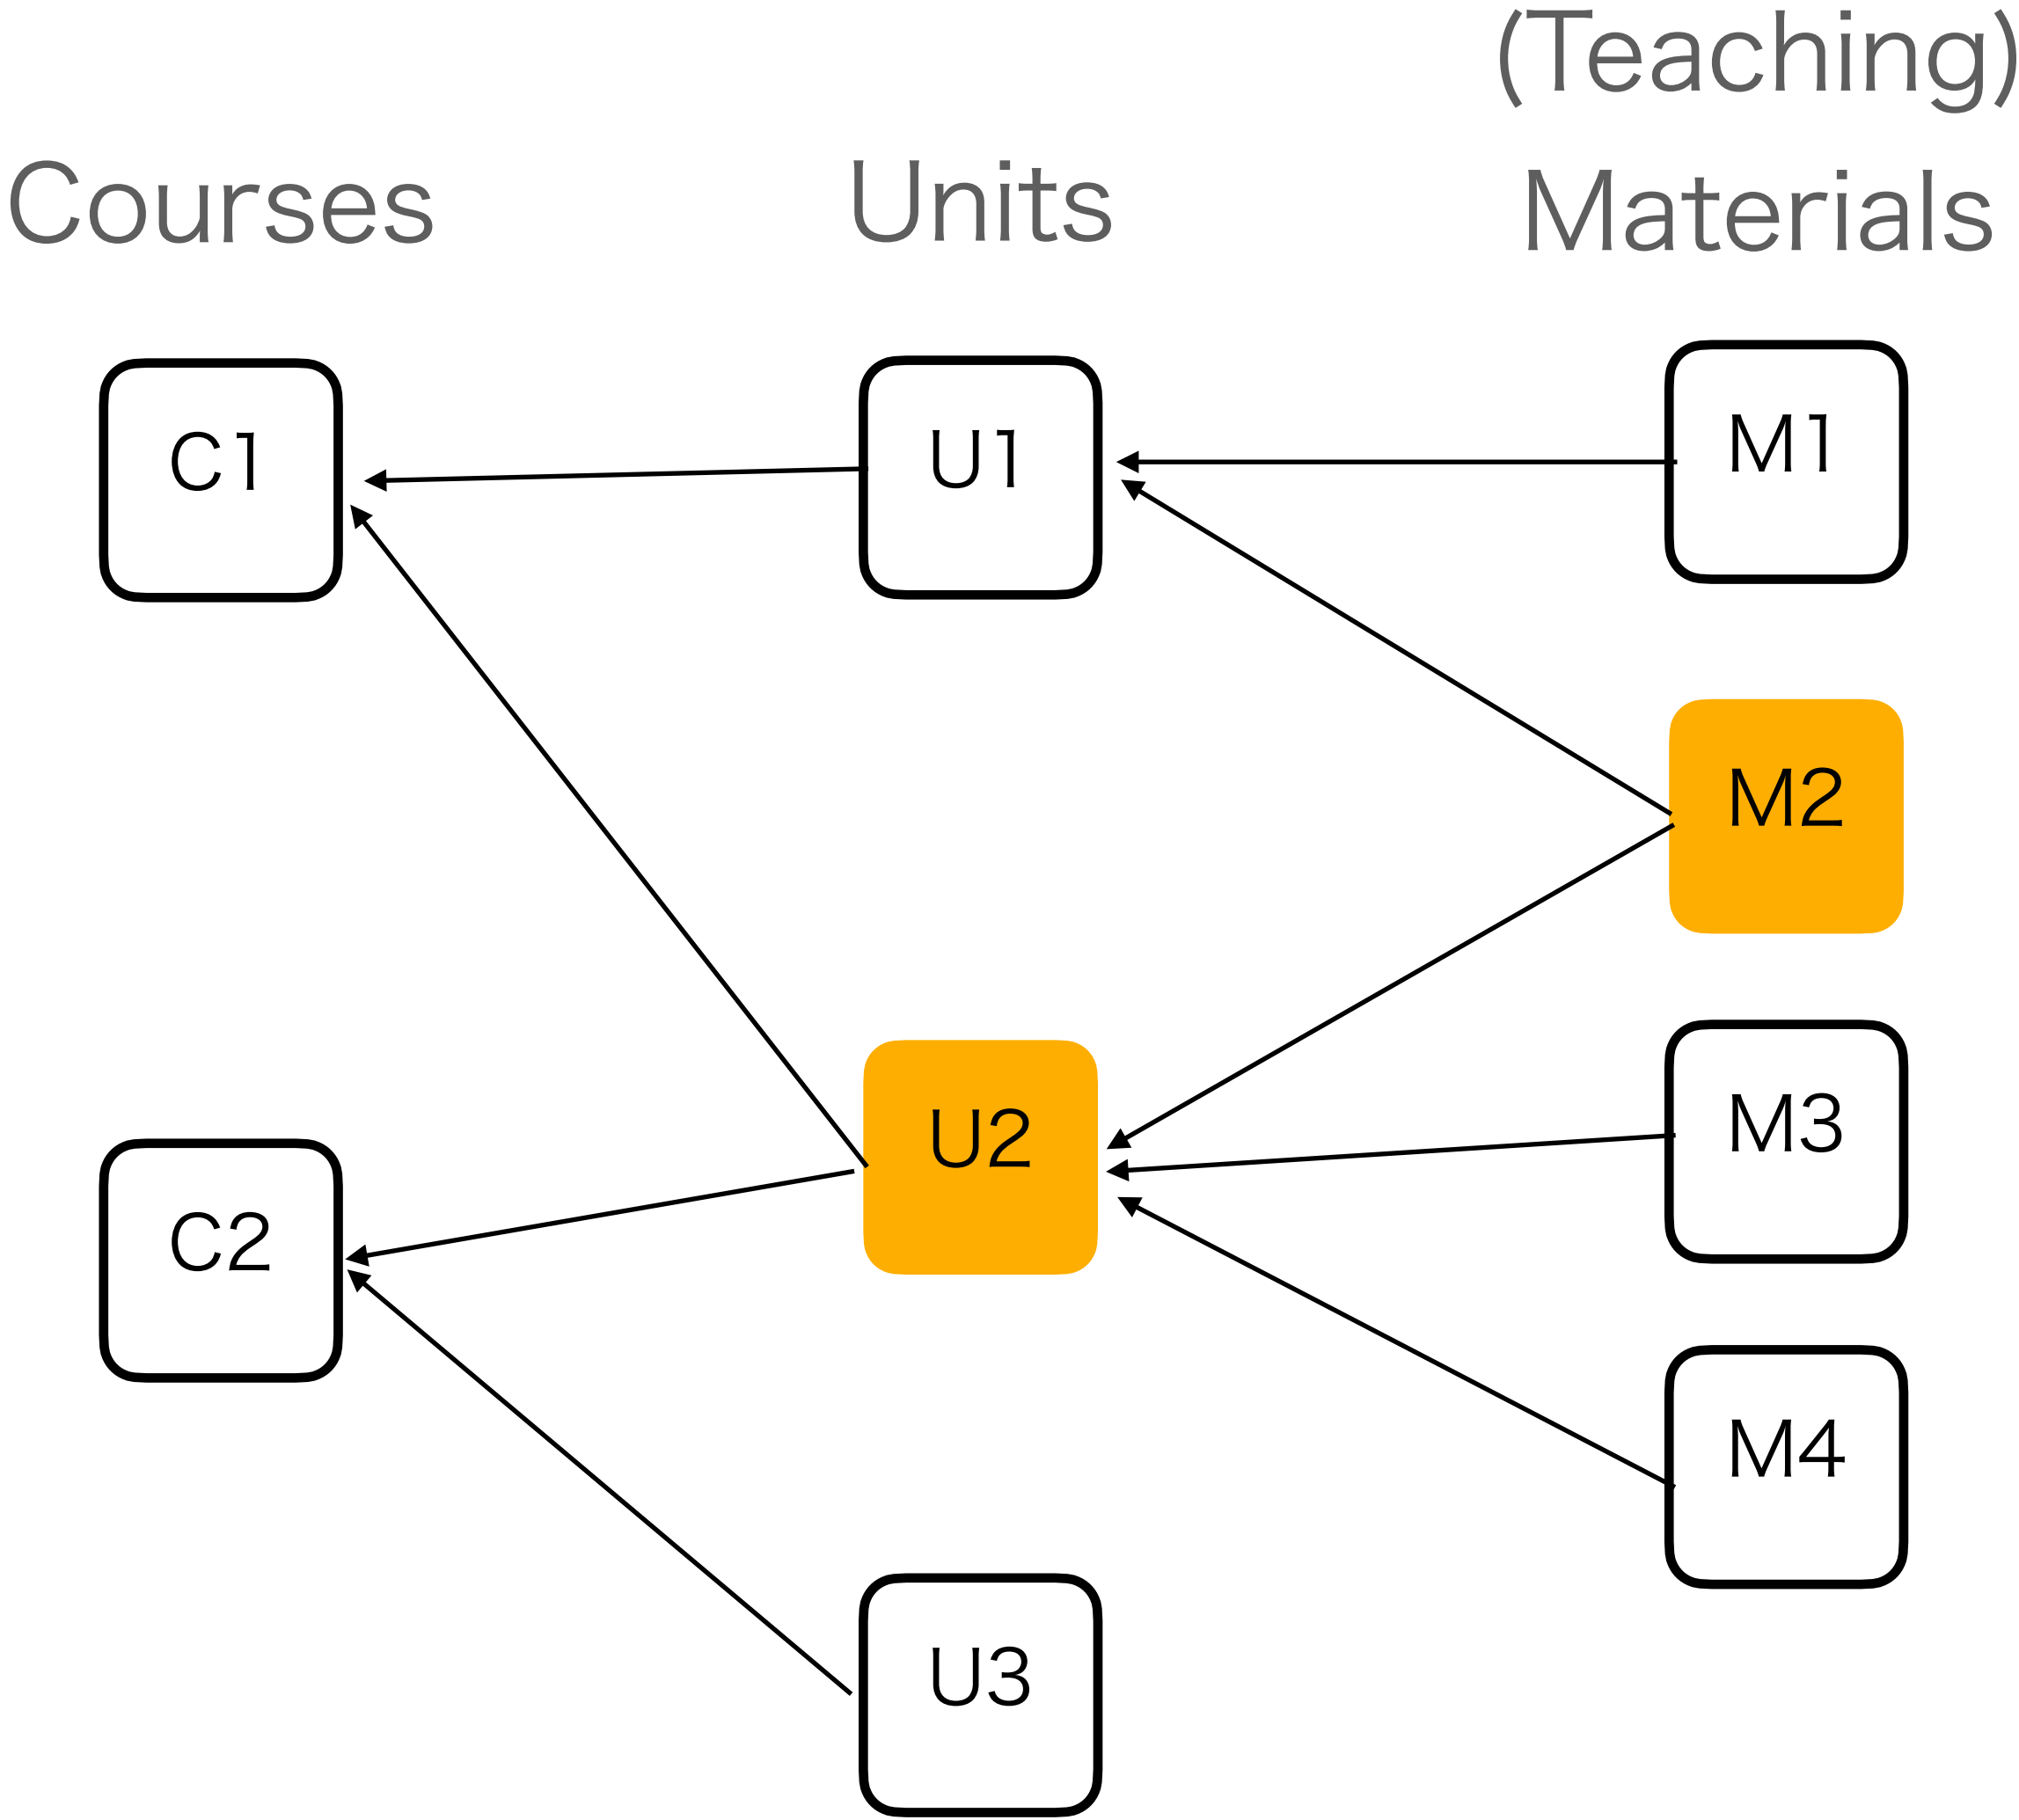 (Teaching)
Courses Units Materials
C1 U1 M1
M2
U2 M3
C2
M4
U3